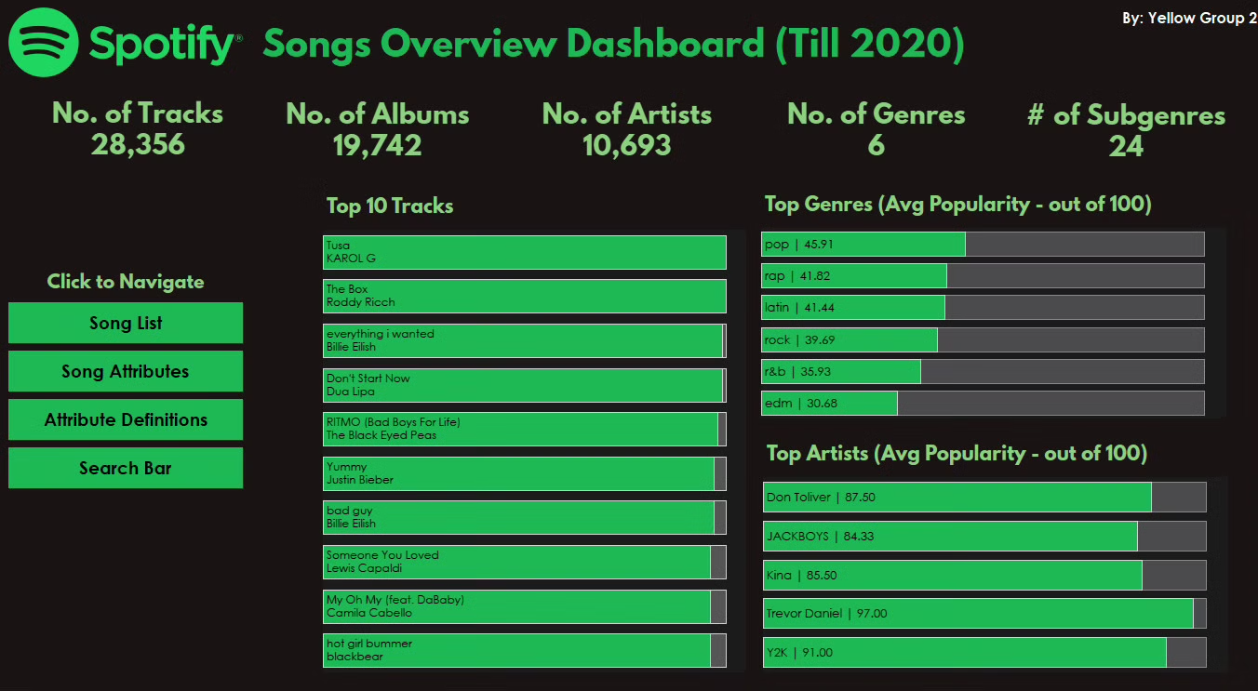 By: Yellow Group 2
Spotify® Songs Overview Dashboard (Till 2020)
No. of Tracks
28,356
No. of Albums
19,742
No. of Artists
10,693
No. of Genres
6
# of Subgenres
24
Click to Navigate
Song List
Song Attributes
Attribute Definitions
Search Bar
Top 10 Tracks
Tusa
KAROL G
The Box
Roddy Ricch
everything i wanted
Billie Eilish
Don't Start Now
Dua Lipa
RITMO (Bad Boys For Life)
The Black Eyed Peas
Yummy
Justin Bieber
bad guy
Billie Eilish
Someone You Loved
Lewis Capaldi
My Oh My (feat. DaBaby)
Camila Cabello
hot girl bummer
blackbear
Top Genres (Avg Popularity - out of 100)
pop | 45.91
rap | 41.82
latin | 41.44
rock | 39.69
r&b | 35.93
edm | 30.68
Top Artists (Avg Popularity - out of 100)
Don Toliver | 87.50
JACKBOYS | 84.33
Kina | 85.50
Trevor Daniel | 97.00
Y2K | 91.00